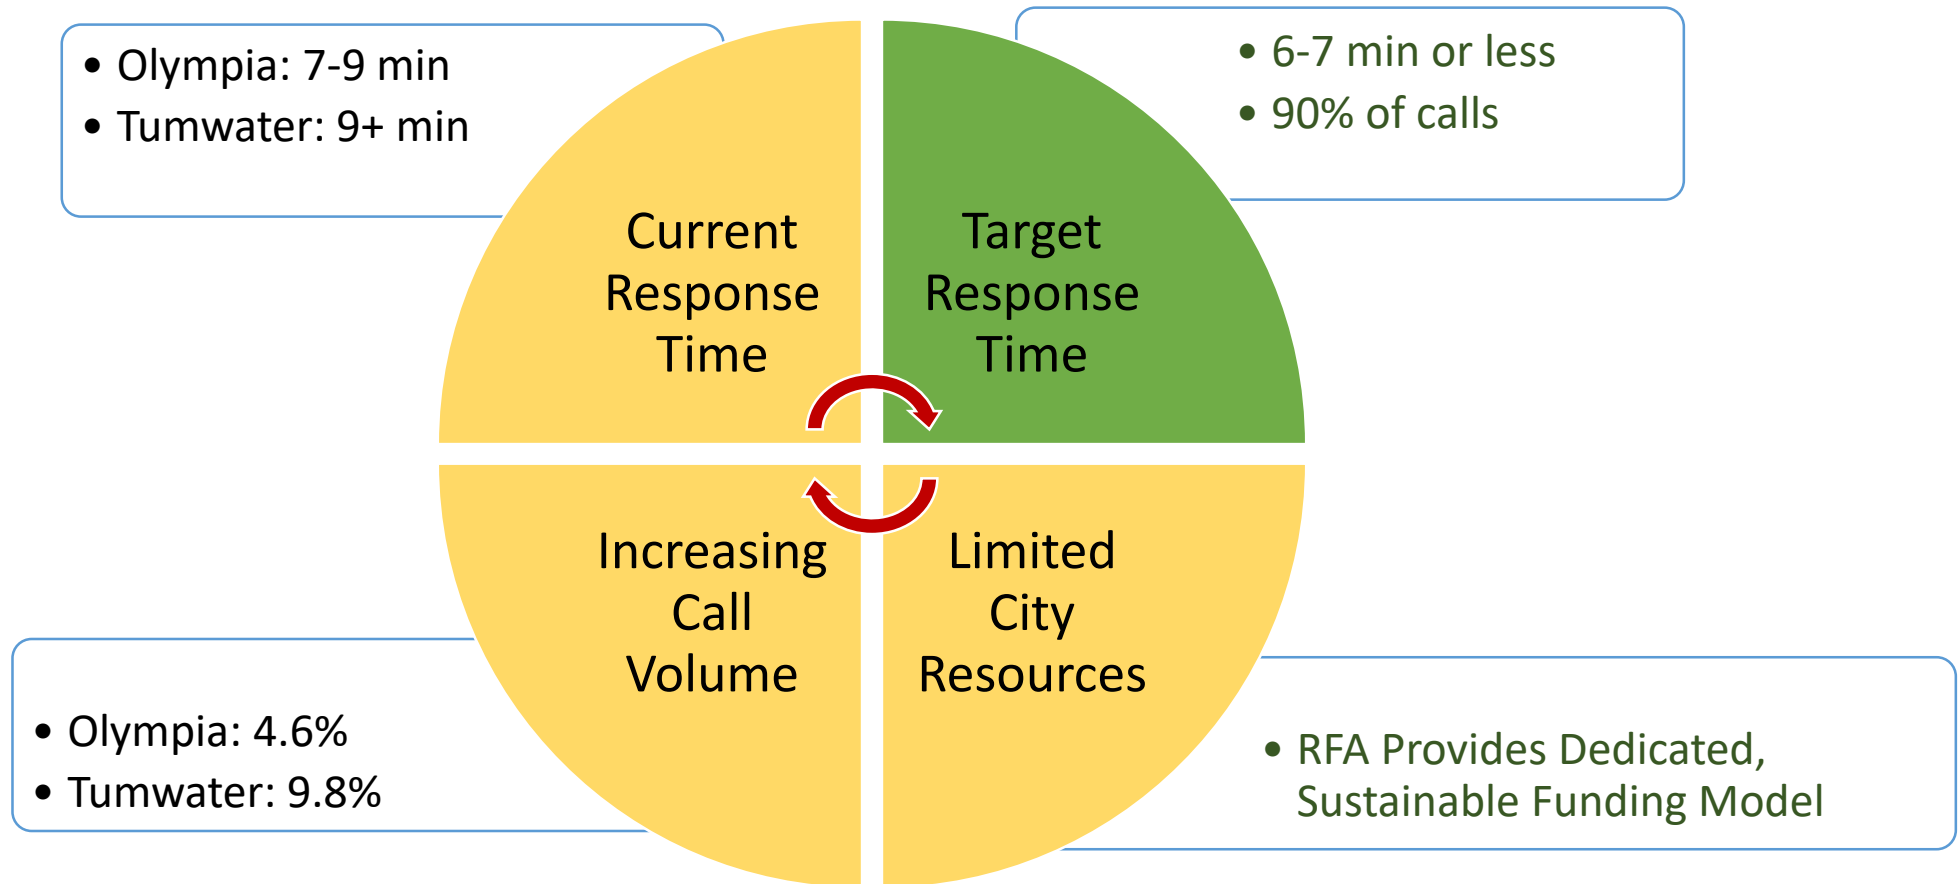 • Olympia: 7-9 min
• Tumwater: 9+ min
• 6-7 min or less
• 90% of calls
Current
Response
Time
Target
Response
Time
Increasing
Call
Volume
Limited
City
Resources
• Olympia: 4.6%
• Tumwater: 9.8%
• RFA Provides Dedicated,
Sustainable Funding Model